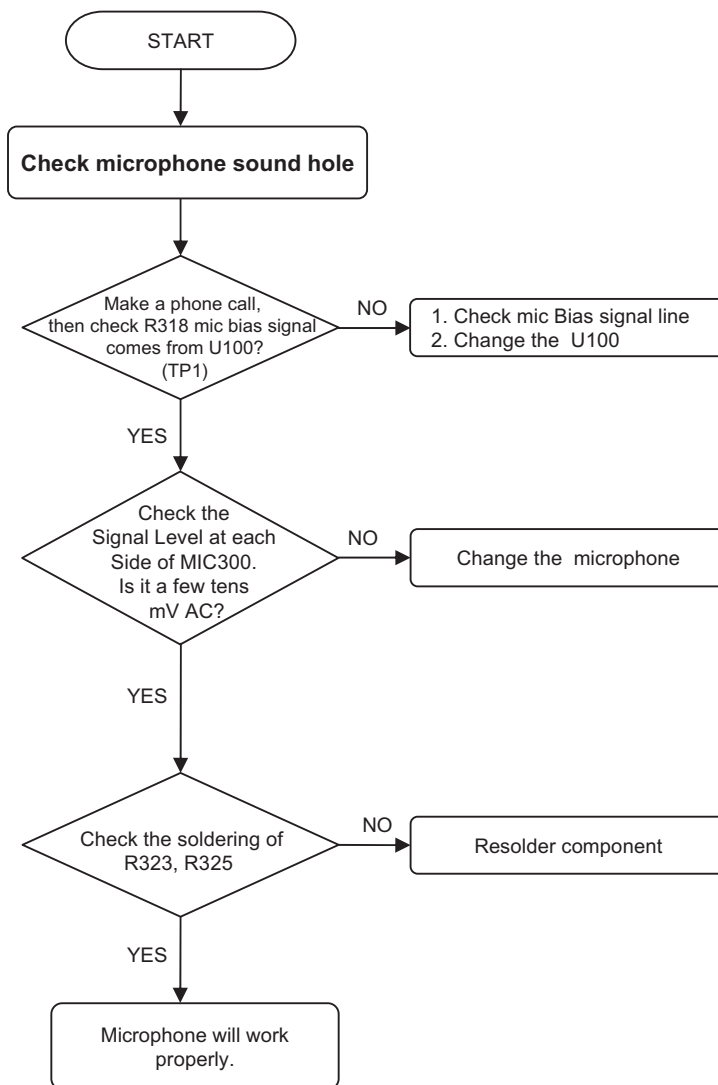 START
Check microphone sound hole
Make a phone call,
then check R318 mic bias signal
comes from U100?
(TP1)
NO
1. Check mic Bias signal line
2. Change the U100
YES
Check the
Signal Level at each
Side of MIC300.
Is it a few tens
mV AC?
NO
Change the microphone
YES
Check the soldering of
R323, R325
NO
Resolder component
YES
Microphone will work
properly.